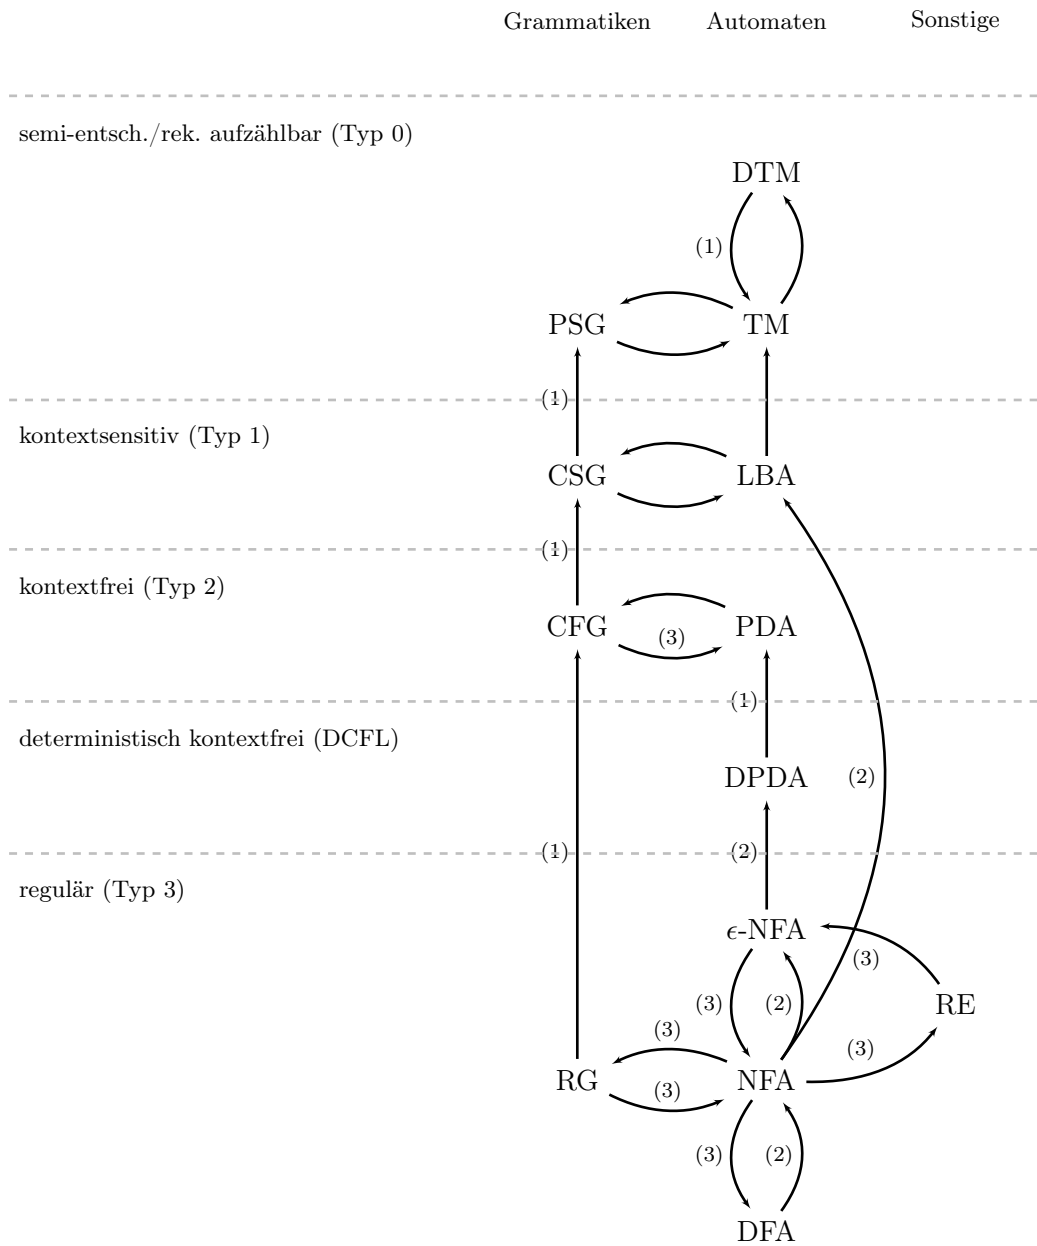 Grammatiken Automaten Sonstige
semi-entsch./rek. aufzählbar (Typ 0)
DTM
(1)
PSG TM
(1)
kontextsensitiv (Typ 1)
CSG LBA
(1)
kontextfrei (Typ 2)
CFG (3) PDA
(1)
deterministisch kontextfrei (DCFL)
DPDA (2)
(1) (2)
regulär (Typ 3)
ϵ-NFA
(3)
(3) (2) RE
(3)
(3)
RG (3) NFA
(3) (2)
DFA